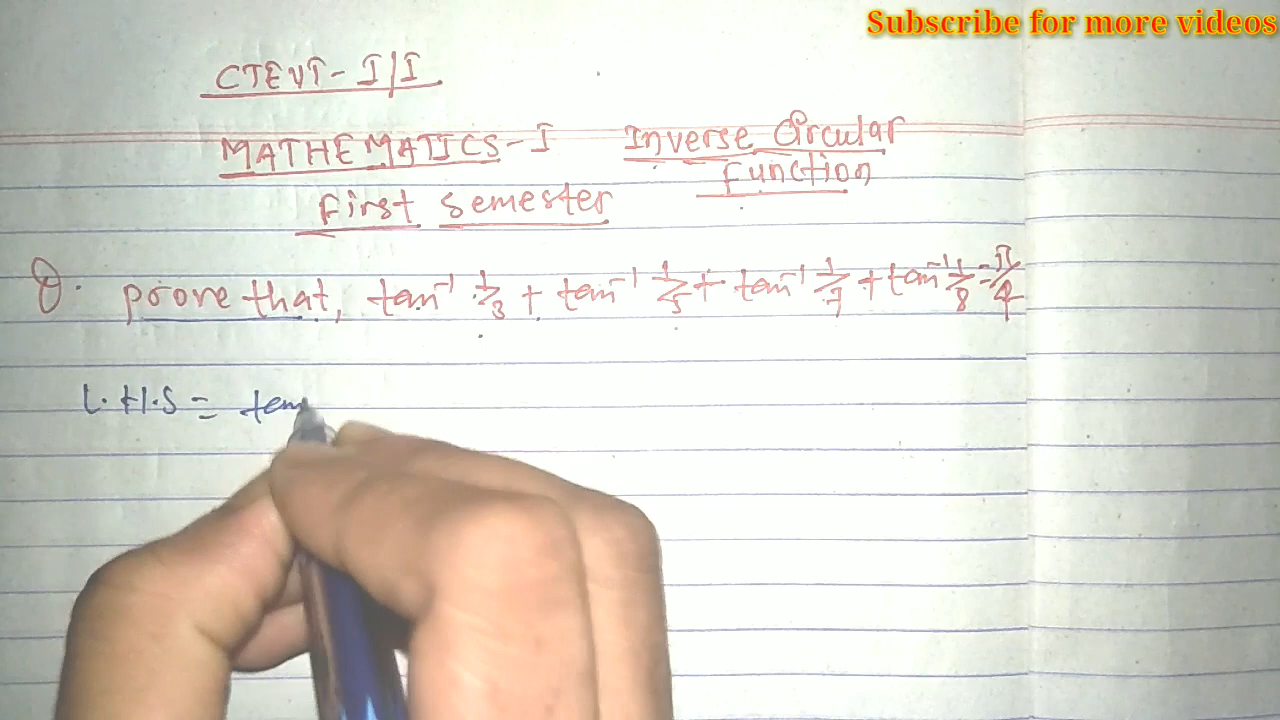 Subscribe for more videos
CTEVT - I/I
MATHEMATICS - I Inverse Circular
Function
First Semester
Q. prove that, tan⁻¹ 1/3 + tan⁻¹ 1/5 + tan⁻¹ 1/7 + tan⁻¹ 1/8 = π/4
L.H.S = tan